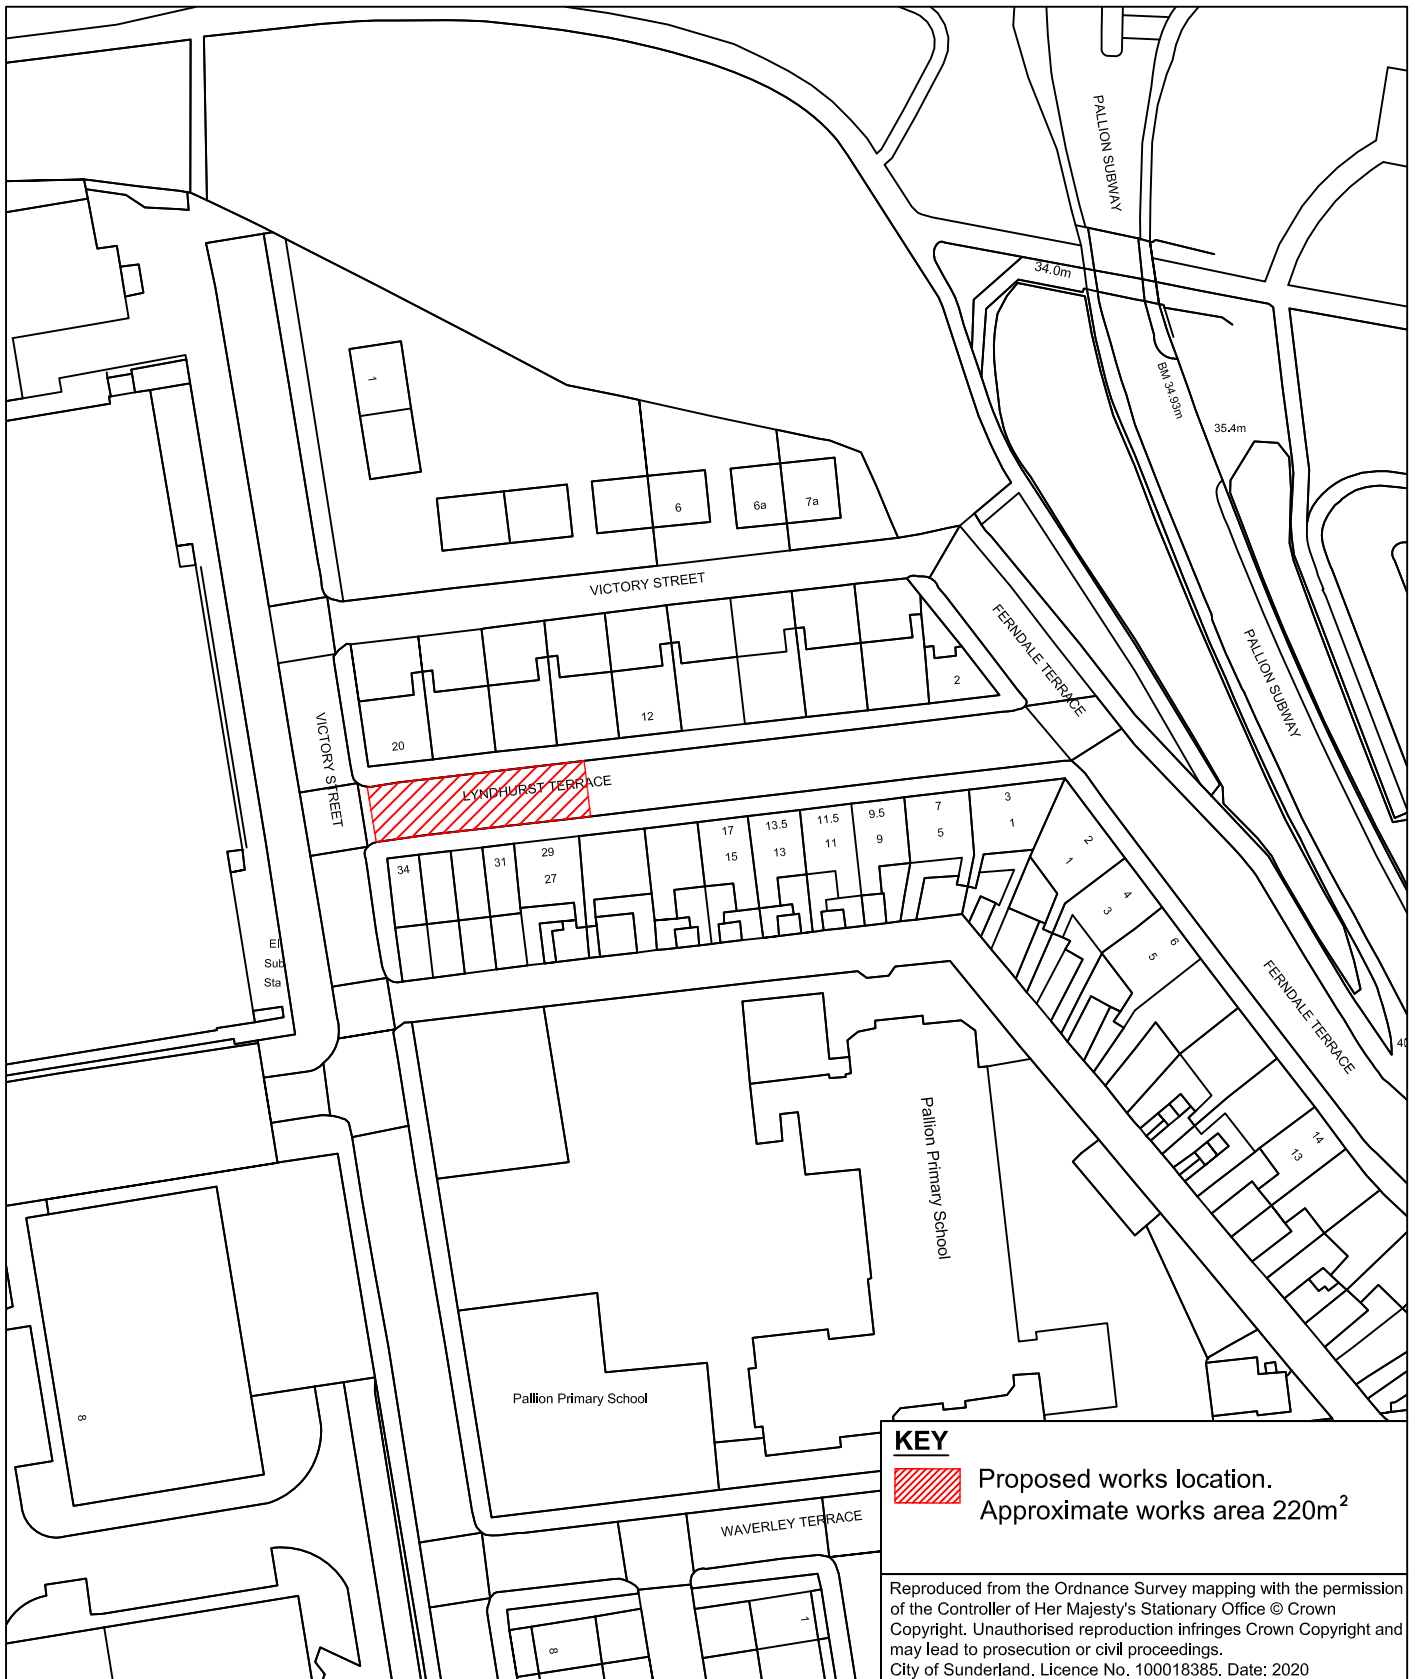 PALLION SUBWAY
34.0m
BM 34.93m
35.4m
1
6
6a
7a
VICTORY STREET
FERNDALE TERRACE
PALLION SUBWAY
2
12
20
VICTORY STREET
LYNDHURST TERRACE
34
31
29
27
17
15
13.5
13
11.5
11
9.5
9
7
5
3
1
2
1
4
3
6
5
El
Sub
Sta
FERNDALE TERRACE
40
14
13
Pallion Primary School
Pallion Primary School
8
WAVERLEY TERRACE
8
1
KEY
Proposed works location.
Approximate works area 220m²
Reproduced from the Ordnance Survey mapping with the permission
of the Controller of Her Majesty's Stationary Office © Crown
Copyright. Unauthorised reproduction infringes Crown Copyright and
may lead to prosecution or civil proceedings.
City of Sunderland. Licence No. 100018385. Date: 2020